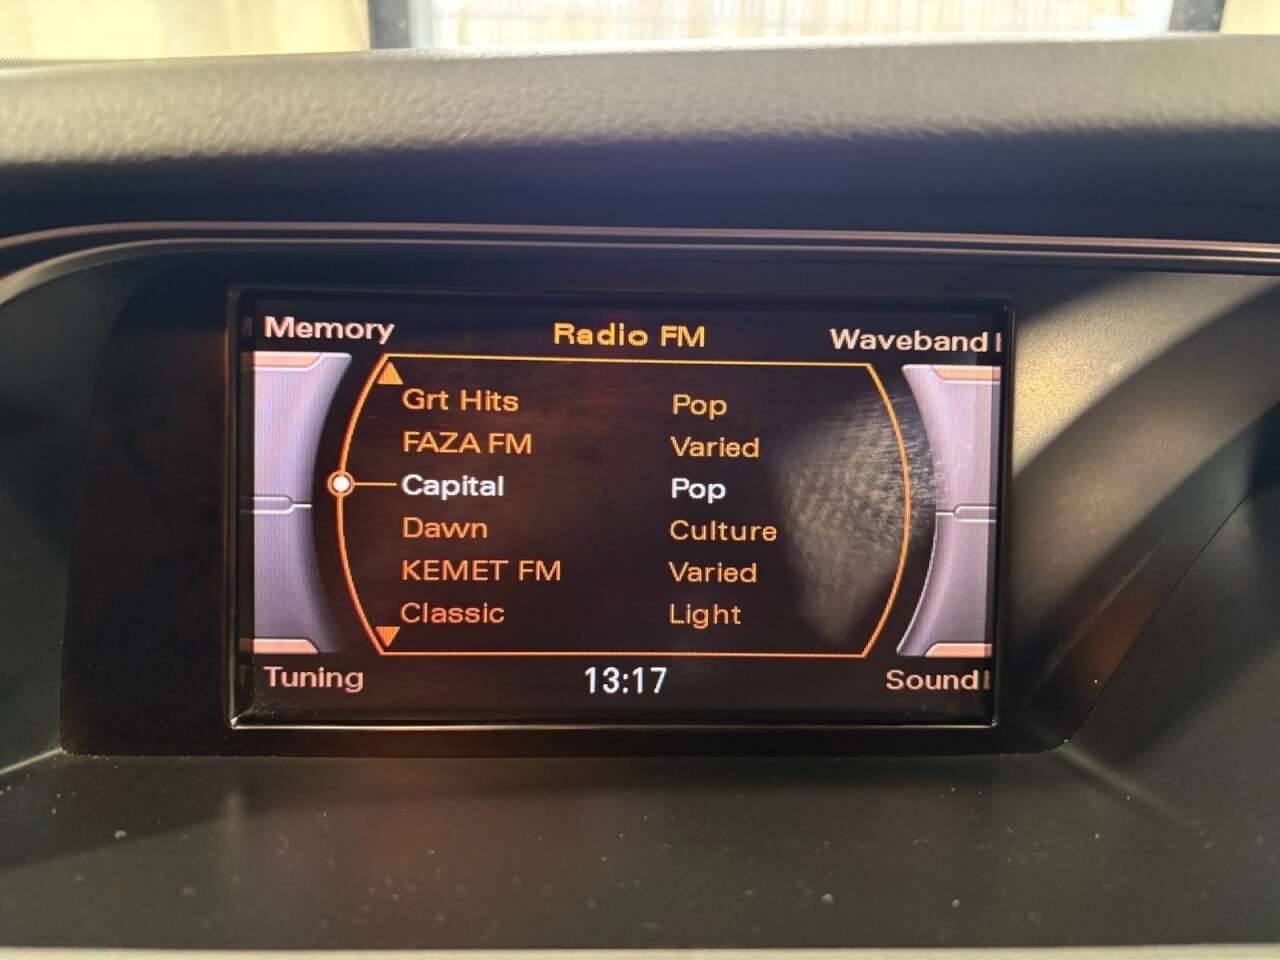 Memory
Radio FM
Waveband
Grt Hits Pop
FAZA FM Varied
Capital Pop
Dawn Culture
KEMET FM Varied
Classic Light
Tuning
13:17
Sound